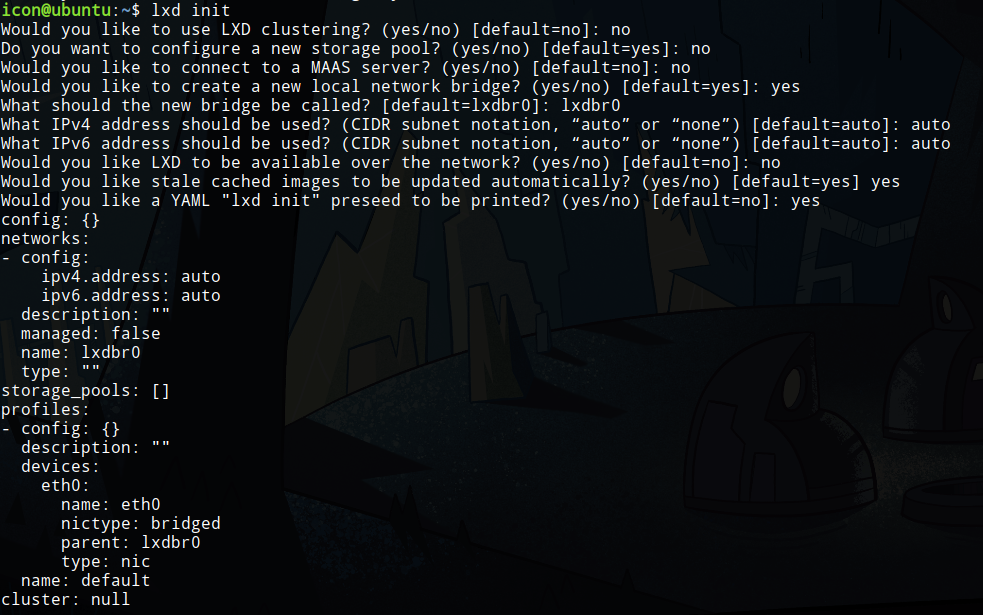 icon@ubuntu:~$ lxd init
Would you like to use LXD clustering? (yes/no) [default=no]: no
Do you want to configure a new storage pool? (yes/no) [default=yes]: no
Would you like to connect to a MAAS server? (yes/no) [default=no]: no
Would you like to create a new local network bridge? (yes/no) [default=yes]: yes
What should the new bridge be called? [default=lxdbr0]: lxdbr0
What IPv4 address should be used? (CIDR subnet notation, “auto” or “none”) [default=auto]: auto
What IPv6 address should be used? (CIDR subnet notation, “auto” or “none”) [default=auto]: auto
Would you like LXD to be available over the network? (yes/no) [default=no]: no
Would you like stale cached images to be updated automatically? (yes/no) [default=yes] yes
Would you like a YAML "lxd init" preseed to be printed? (yes/no) [default=no]: yes
config: {}
networks:
- config:
    ipv4.address: auto
    ipv6.address: auto
  description: ""
  managed: false
  name: lxdbr0
  type: ""
storage_pools: []
profiles:
- config: {}
  description: ""
  devices:
    eth0:
      name: eth0
      nictype: bridged
      parent: lxdbr0
      type: nic
  name: default
cluster: null